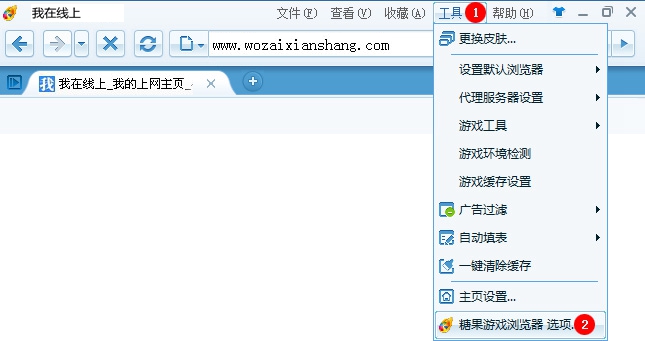 我在线上 文件(F) 查看(V) 收藏(A) 工具 1 帮助(H)
www.wozaixianshang.com
我 我在线上_我的上网主页_
更换皮肤...
设置默认浏览器
代理服务器设置
游戏工具
游戏环境检测
游戏缓存设置
广告过滤
自动填表
一键清除缓存
主页设置...
糖果游戏浏览器 选项. 2